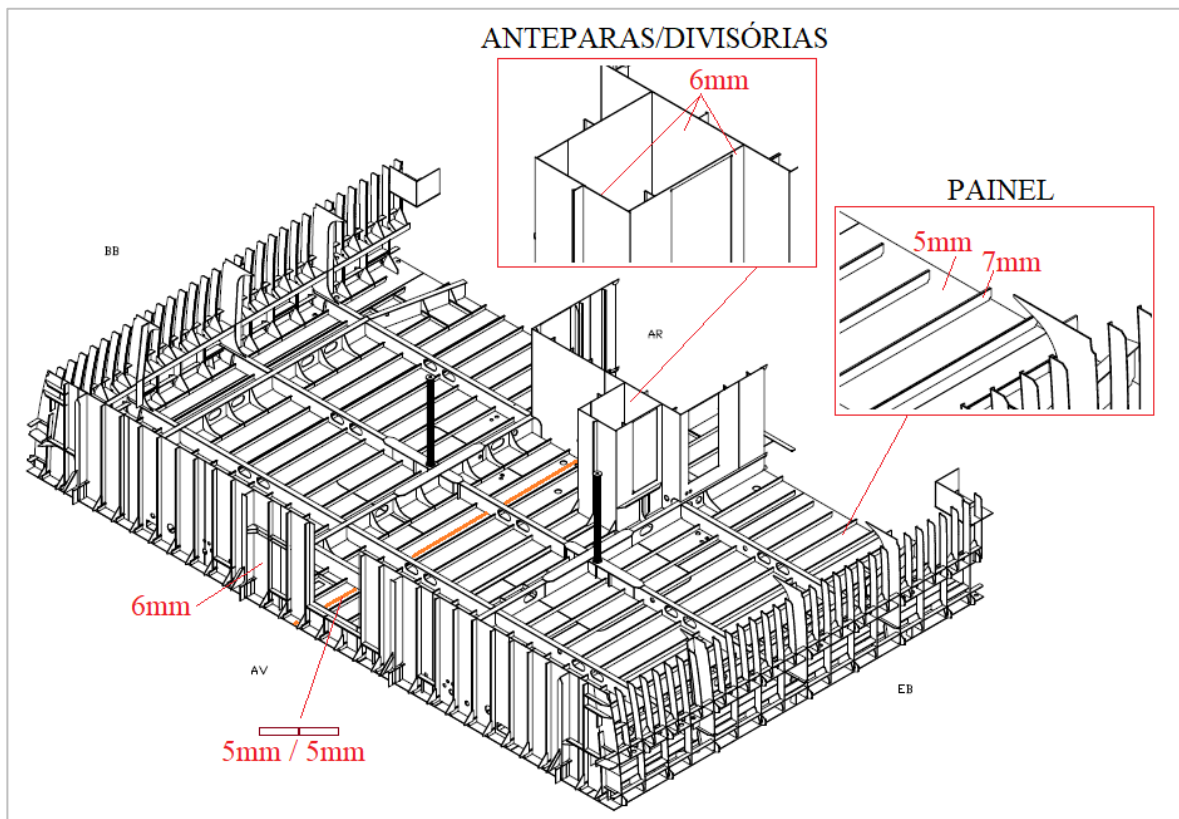 ANTEPARAS/DIVISÓRIAS
6mm
PAINEL
5mm
7mm
BB
AR
6mm
AV
EB
5mm / 5mm